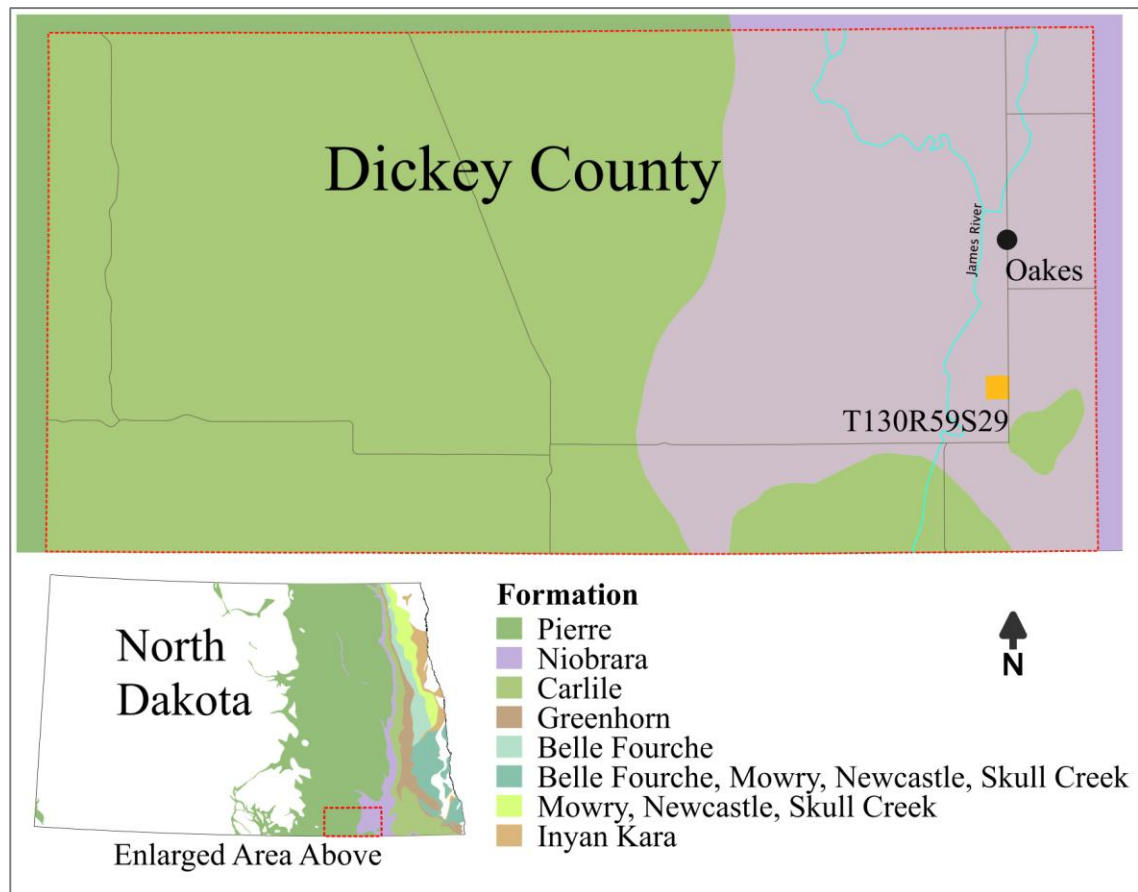 Dickey County
James River
Oakes
T130R59S29
North
Dakota
Enlarged Area Above
Formation
Pierre
Niobrara
Carlile
Greenhorn
Belle Fourche
Belle Fourche, Mowry, Newcastle, Skull Creek
Mowry, Newcastle, Skull Creek
Inyan Kara
N